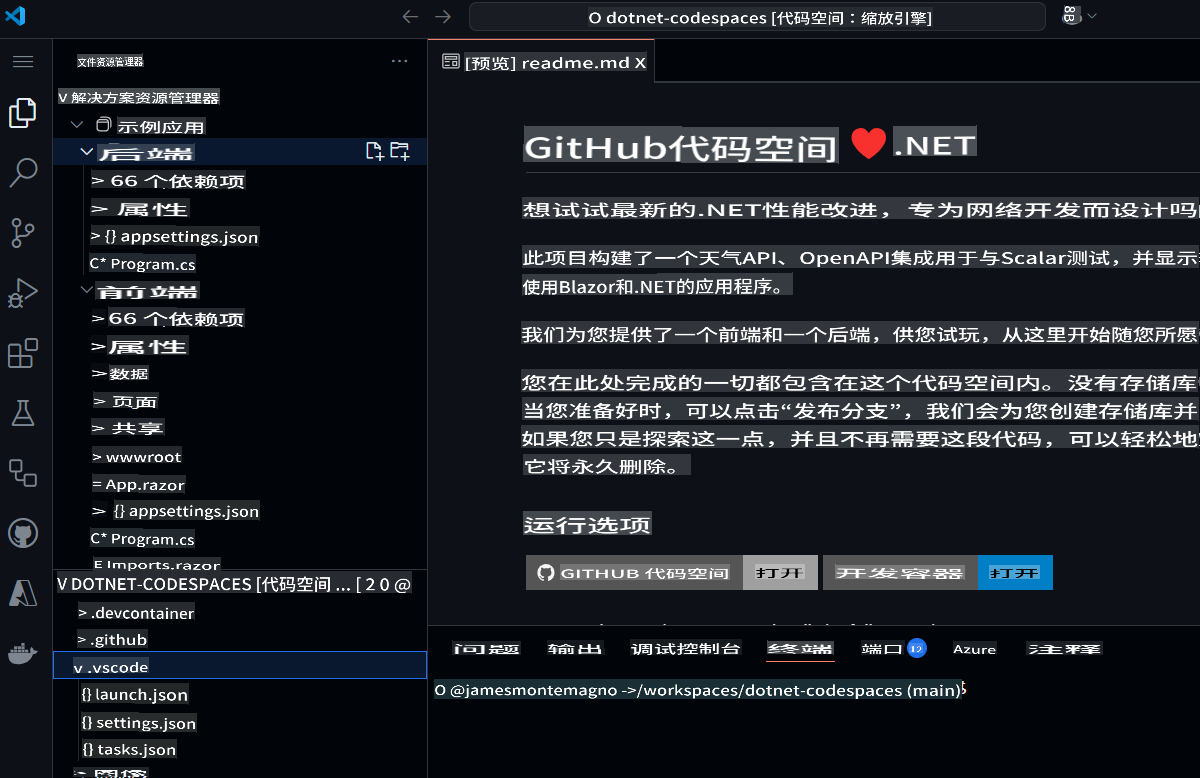 O dotnet-codespaces [代码空间：缩放引擎]
文件资源管理器
V 解决方案资源管理器
示例应用
后端
> 66 个依赖项
> 属性
> {} appsettings.json
C* Program.cs
前端
> 66 个依赖项
>属性
>数据
> 页面
> 共享
> wwwroot
= App.razor
> {} appsettings.json
C* Program.cs
E Imports.razor
V DOTNET-CODESPACES [代码空间 ... [ 2 0 @
> .devcontainer
> .github
v .vscode
{} launch.json
{} settings.json
{} tasks.json
[预览] readme.md X
GitHub代码空间 ❤ .NET
想试试最新的.NET性能改进，专为网络开发而设计吗
此项目构建了一个天气API、OpenAPI集成用于与Scalar测试，并显示
使用Blazor和.NET的应用程序。
我们为您提供了一个前端和一个后端，供您试玩，从这里开始随您所愿
您在此处完成的一切都包含在这个代码空间内。没有存储库
当您准备好时，可以点击“发布分支”，我们会为您创建存储库并
如果您只是探索这一点，并且不再需要这段代码，可以轻松地
它将永久删除。
运行选项
GITHUB 代码空间 打开 开发容器 打开
问题 输出 调试控制台 终端 端口 12 Azure 注释
O @jamesmontemagno ->/workspaces/dotnet-codespaces (main)$